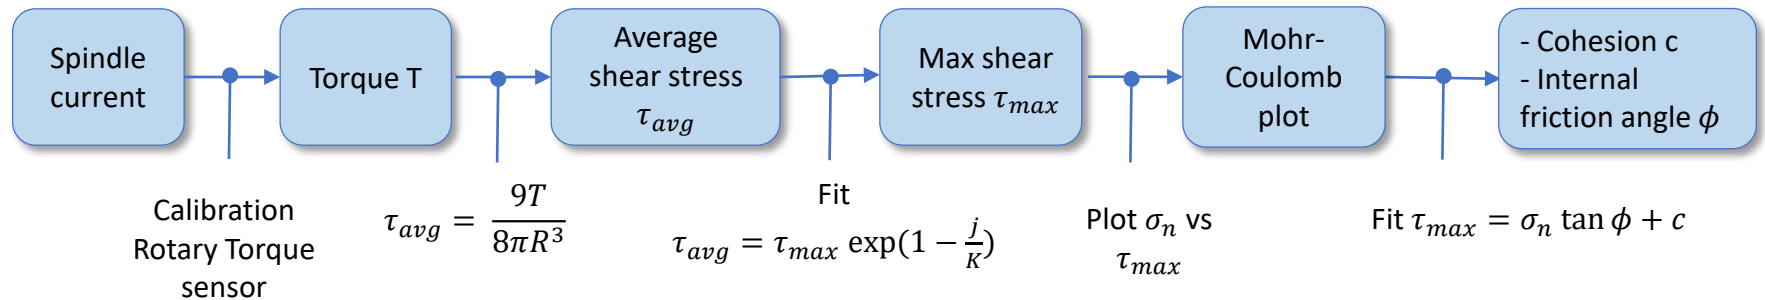 Spindle
current
Torque T
Average
shear stress
τ_avg
Max shear
stress τ_max
Mohr-
Coulomb
plot
- Cohesion c
- Internal
friction angle ϕ
Calibration
Rotary Torque
sensor
τ_avg = 9T / 8πR³
Fit
τ_avg = τ_max exp(1 − j/K)
Plot σ_n vs
τ_max
Fit τ_max = σ_n tan ϕ + c